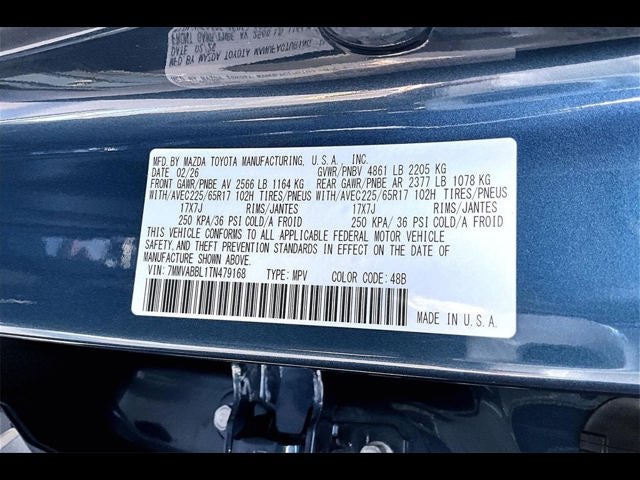 MFD. BY MAZDA TOYOTA MANUFACTURING, U.S.A., INC.
02/26 GVWR/PNBV 4861 LB 2205 KG
FRONT GAWR/PNBE AV 2566 LB 1164 KG REAR GAWR/PNBE AR 2377 LB 1078 KG
WITH/AVEC225/65R17 102H TIRES/PNEUS WITH/AVEC225/65R17 102H TIRES/PNEUS
17X7J RIMS/JANTES 17X7J RIMS/JANTES
250 KPA/36 PSI COLD/A FROID 250 KPA/ 36 PSI COLD/A FROID
THIS VEHICLE CONFORMS TO ALL APPLICABLE FEDERAL MOTOR VEHICLE
SAFETY, AND THEFT PREVENTION STANDARDS IN EFFECT ON THE DATE OF
MANUFACTURE SHOWN ABOVE.
VIN: 7MMVABBL1TN479168 TYPE: MPV COLOR CODE: 48B
MADE IN U.S.A.